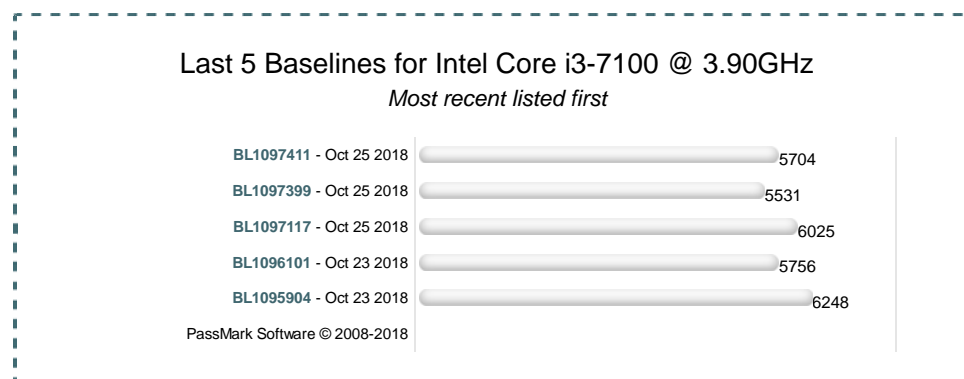 Last 5 Baselines for Intel Core i3-7100 @ 3.90GHz
Most recent listed first
BL1097411 - Oct 25 2018 5704
BL1097399 - Oct 25 2018 5531
BL1097117 - Oct 25 2018 6025
BL1096101 - Oct 23 2018 5756
BL1095904 - Oct 23 2018 6248
PassMark Software © 2008-2018